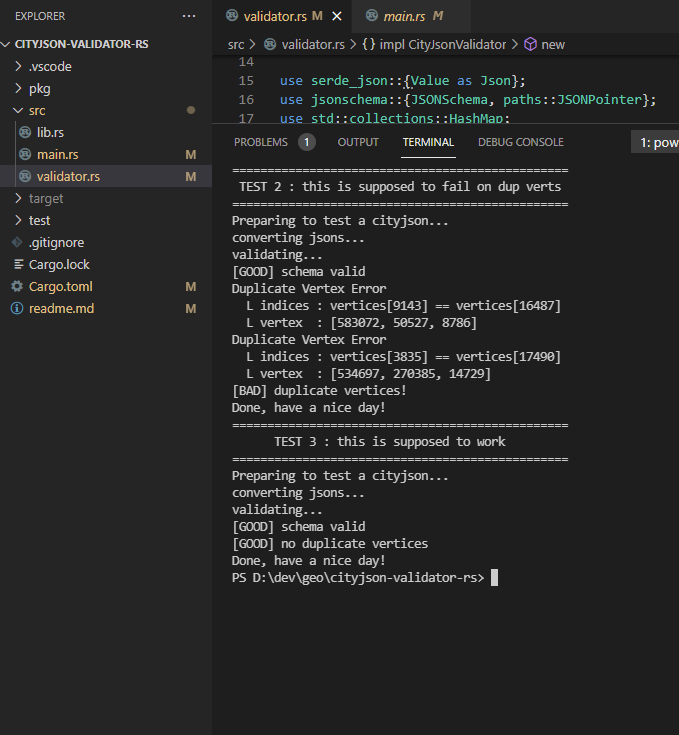 EXPLORER ...
CITYJSON-VALIDATOR-RS
.vscode
pkg
src
lib.rs
main.rs M
validator.rs M
target
test
.gitignore
Cargo.lock
Cargo.toml M
readme.md M
validator.rs M main.rs M
src > validator.rs > {} impl CityJsonValidator > new
14
15 use serde_json::{Value as Json};
16 use jsonschema::{JSONSchema, paths::JSONPointer};
17 use std::collections::HashMap;
PROBLEMS 1 OUTPUT TERMINAL DEBUG CONSOLE 1: pow
================================================
TEST 2 : this is supposed to fail on dup verts
================================================
Preparing to test a cityjson...
converting jsons...
validating...
[GOOD] schema valid
Duplicate Vertex Error
L indices : vertices[9143] == vertices[16487]
L vertex : [583072, 50527, 8786]
Duplicate Vertex Error
L indices : vertices[3835] == vertices[17490]
L vertex : [534697, 270385, 14729]
[BAD] duplicate vertices!
Done, have a nice day!
================================================
TEST 3 : this is supposed to work
================================================
Preparing to test a cityjson...
converting jsons...
validating...
[GOOD] schema valid
[GOOD] no duplicate vertices
Done, have a nice day!
PS D:\dev\geo\cityjson-validator-rs>